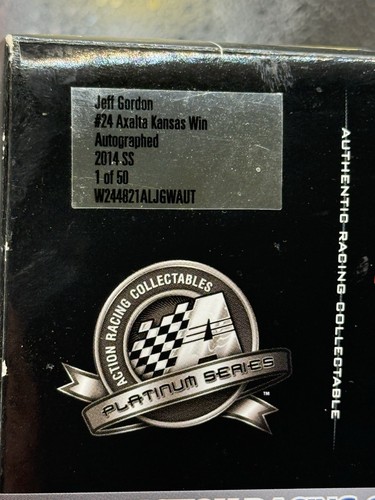 Jeff Gordon
#24 Axalta Kansas Win
Autographed
2014 SS
1 of 50
W244821ALJGWAUT
AUTHENTIC RACING COLLECTABLE
ACTION RACING COLLECTABLES
A
PLATINUM SERIES
TM